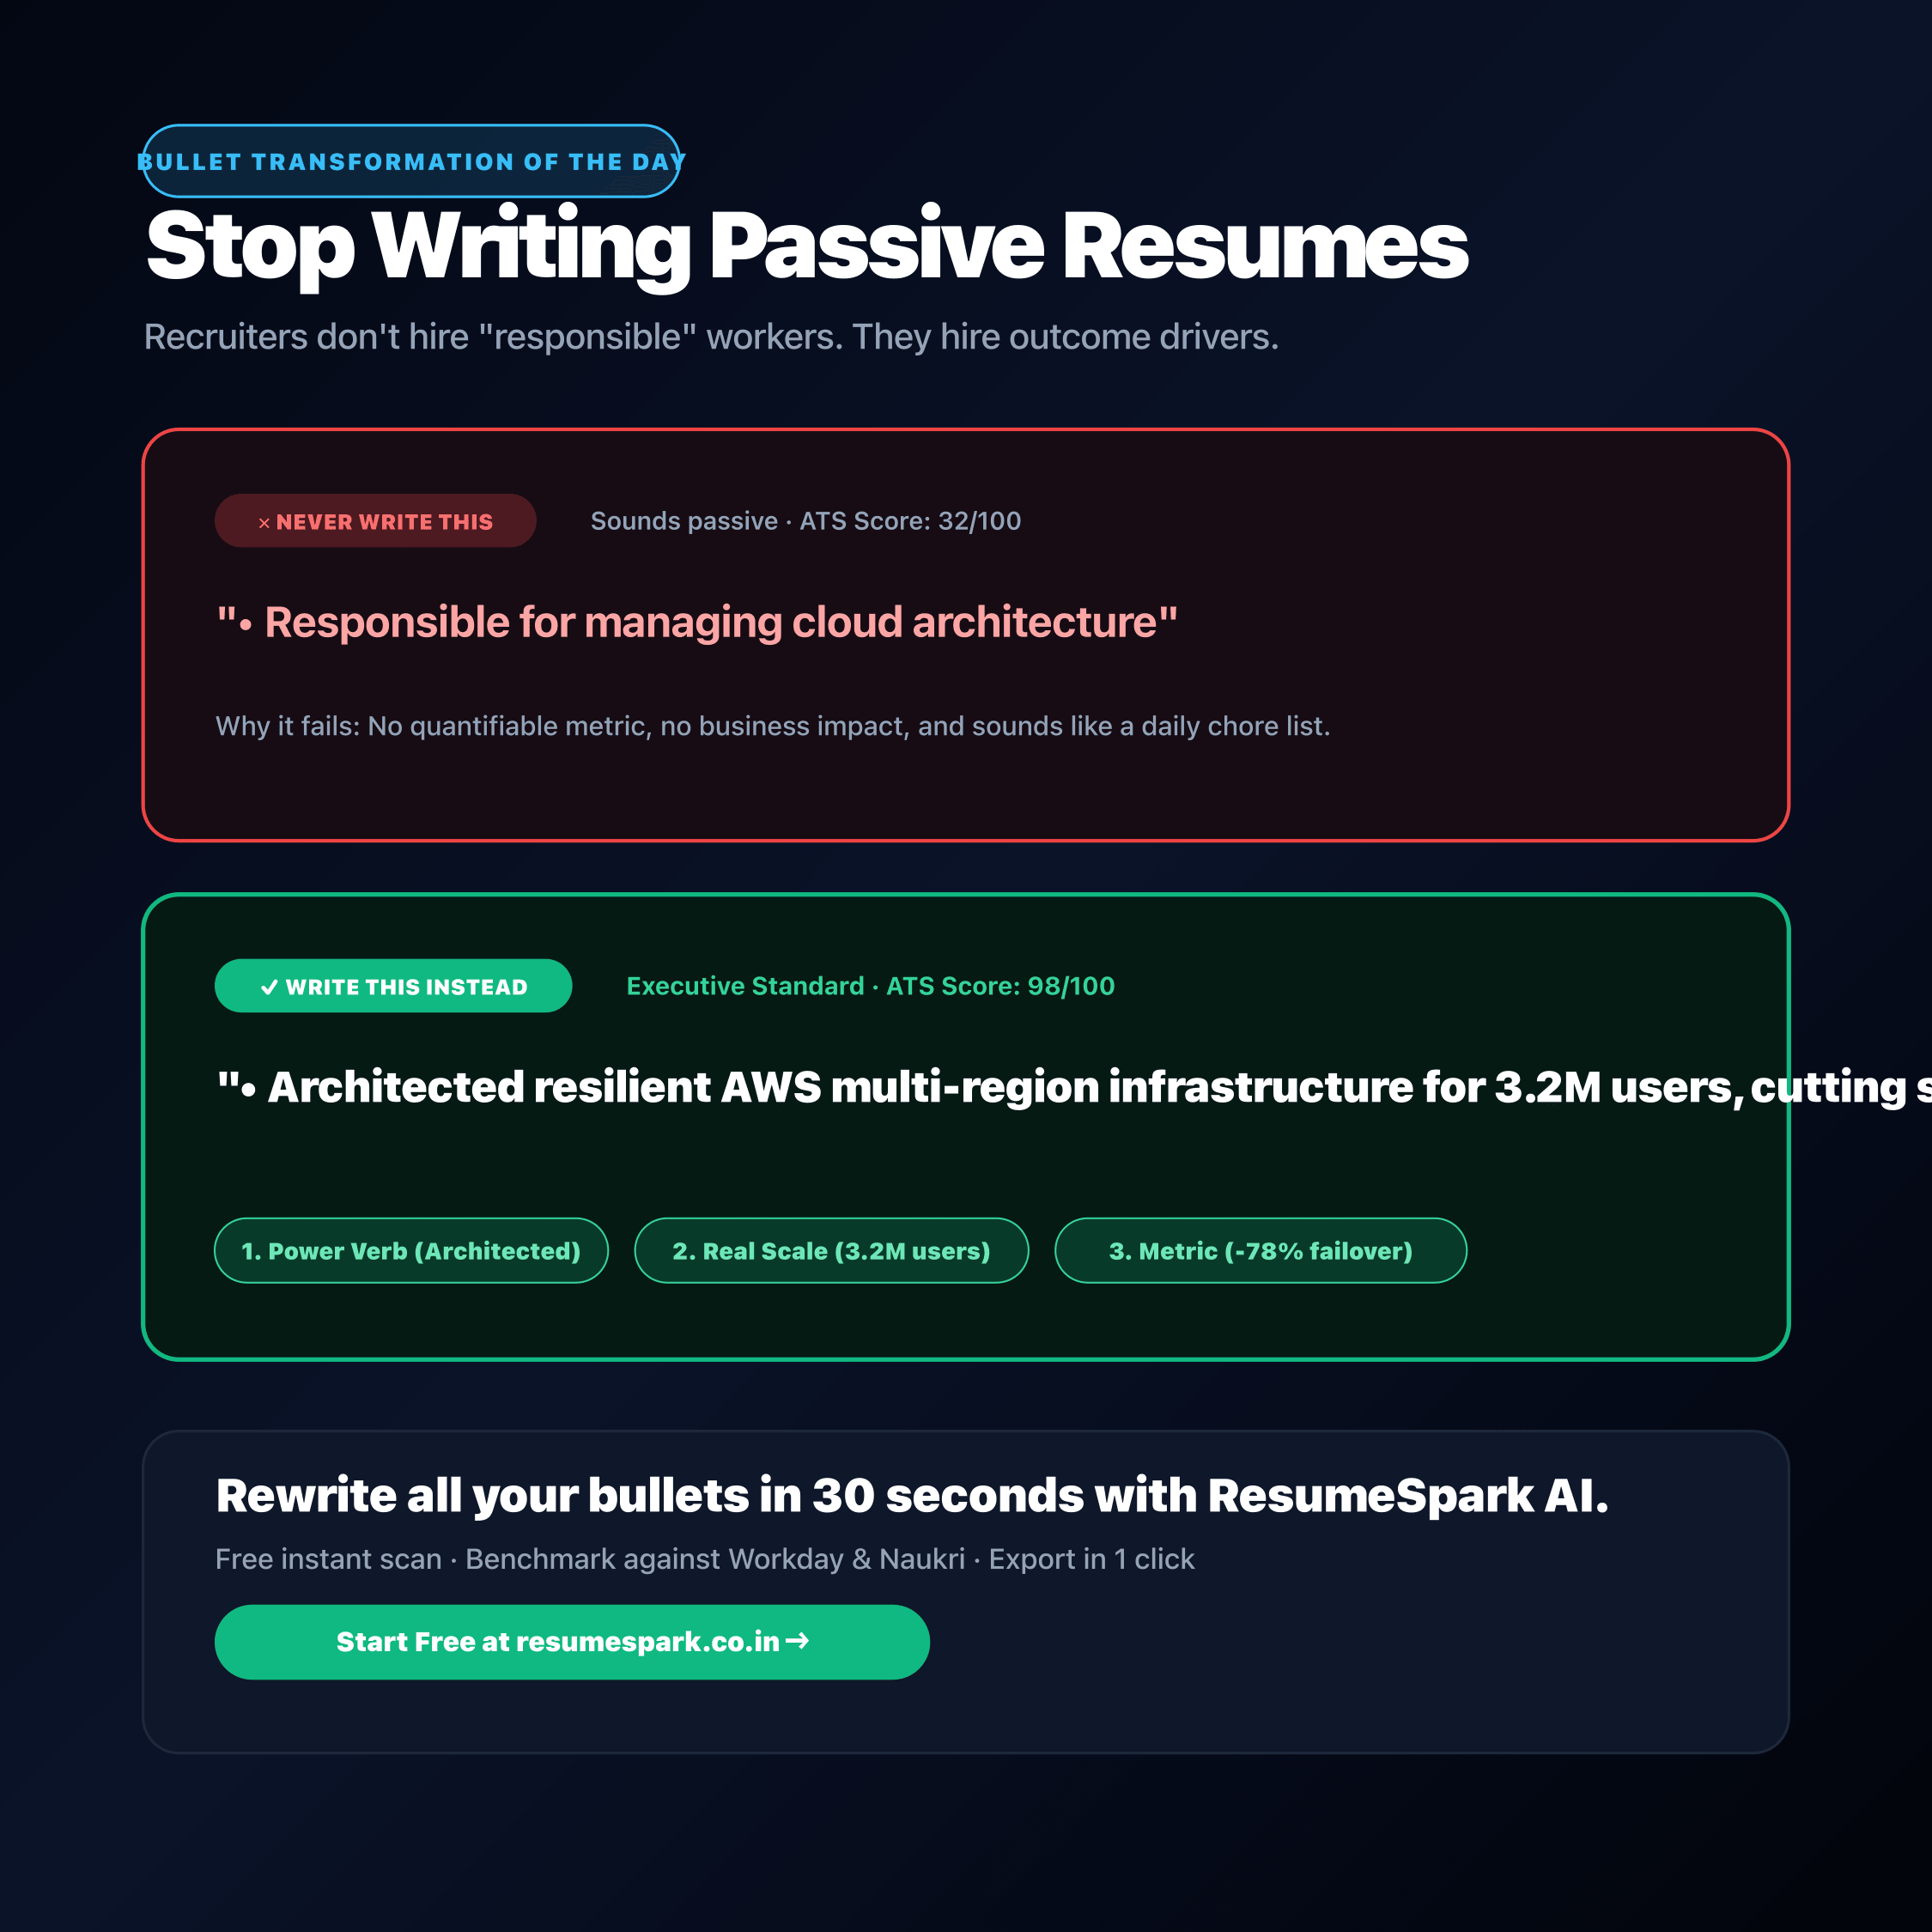 BULLET TRANSFORMATION OF THE DAY
Stop Writing Passive Resumes
Recruiters don't hire "responsible" workers. They hire outcome drivers.
× NEVER WRITE THIS
Sounds passive · ATS Score: 32/100
"• Responsible for managing cloud architecture"
Why it fails: No quantifiable metric, no business impact, and sounds like a daily chore list.
✓ WRITE THIS INSTEAD
Executive Standard · ATS Score: 98/100
"• Architected resilient AWS multi-region infrastructure for 3.2M users, cutting
1. Power Verb (Architected)
2. Real Scale (3.2M users)
3. Metric (-78% failover)
Rewrite all your bullets in 30 seconds with ResumeSpark AI.
Free instant scan · Benchmark against Workday & Naukri · Export in 1 click
Start Free at resumespark.co.in →